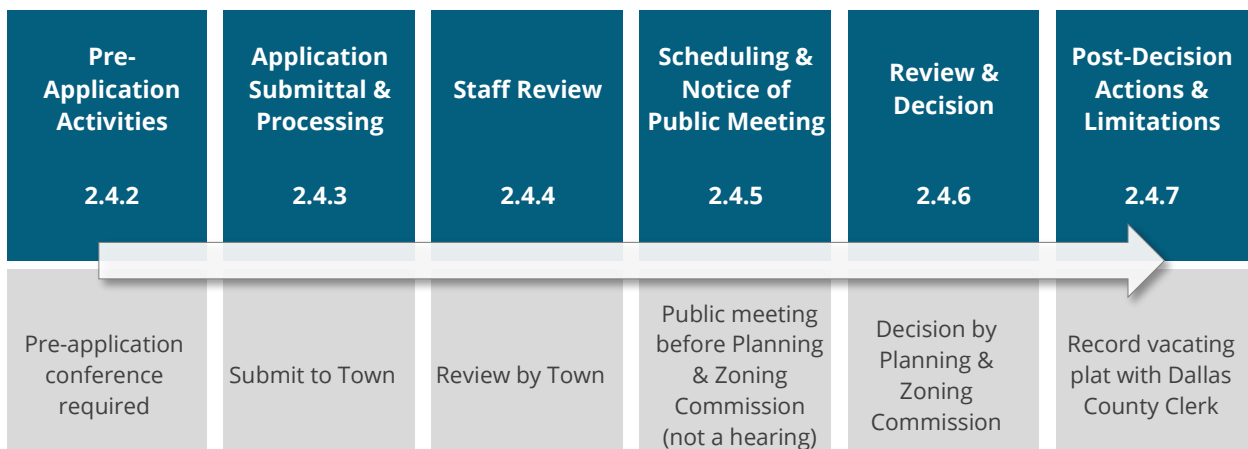 Pre-
Application
Activities
2.4.2
Application
Submittal &
Processing
2.4.3
Staff Review
2.4.4
Scheduling &
Notice of
Public Meeting
2.4.5
Review &
Decision
2.4.6
Post-Decision
Actions &
Limitations
2.4.7
Pre-application
conference
required
Submit to Town
Review by Town
Public meeting
before Planning
& Zoning
Commission
(not a hearing)
Decision by
Planning &
Zoning
Commission
Record vacating
plat with Dallas
County Clerk